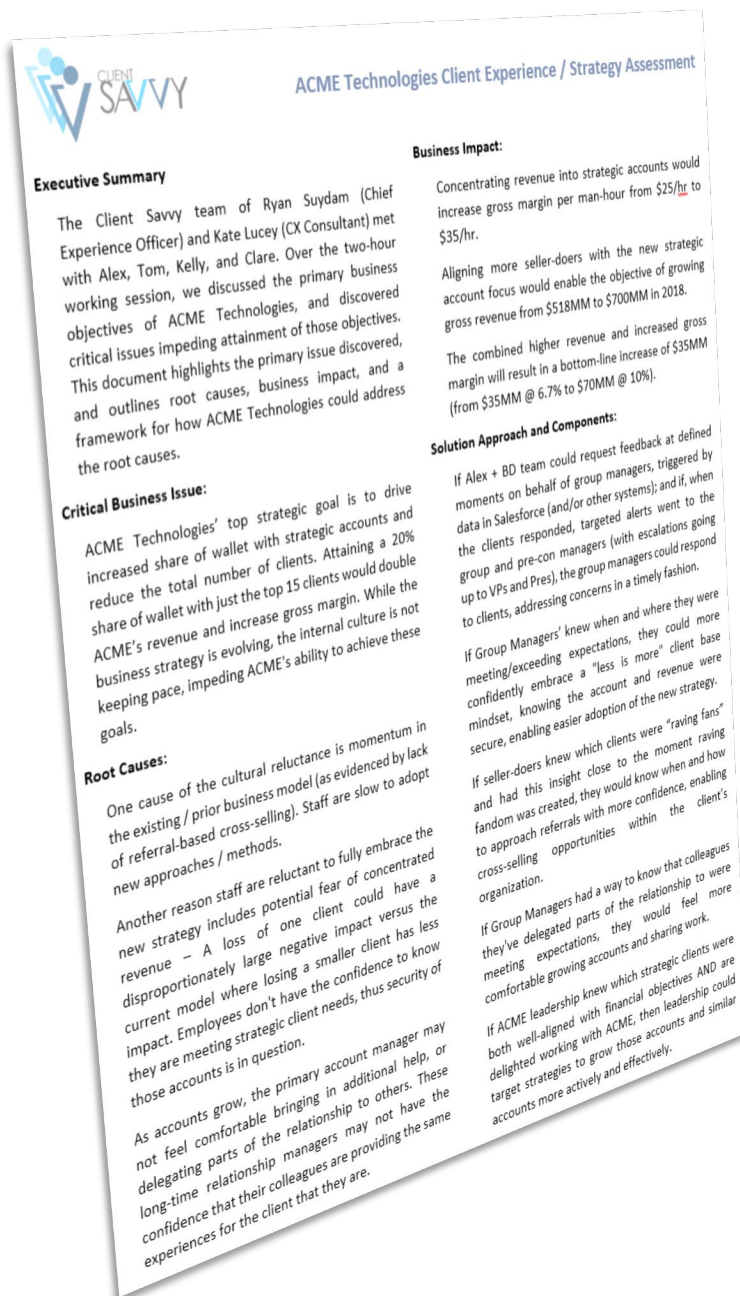 CLIENT
SAVVY
ACME Technologies Client Experience / Strategy Assessment
Executive Summary
The Client Savvy team of Ryan Suydam (Chief
Experience Officer) and Kate Lucey (CX Consultant) met
with Alex, Tom, Kelly, and Clare. Over the two-hour
working session, we discussed the primary business
objectives of ACME Technologies, and discovered
critical issues impeding attainment of those objectives.
This document highlights the primary issue discovered,
and outlines root causes, business impact, and a
framework for how ACME Technologies could address
the root causes.
Critical Business Issue:
ACME Technologies' top strategic goal is to drive
increased share of wallet with strategic accounts and
reduce the total number of clients. Attaining a 20%
share of wallet with just the top 15 clients would double
ACME's revenue and increase gross margin. While the
business strategy is evolving, the internal culture is not
keeping pace, impeding ACME's ability to achieve these
goals.
Root Causes:
One cause of the cultural reluctance is momentum in
the existing / prior business model (as evidenced by lack
of referral-based cross-selling). Staff are slow to adopt
new approaches / methods.
Another reason staff are reluctant to fully embrace the
new strategy includes potential fear of concentrated
revenue – A loss of one client could have a
disproportionately large negative impact versus the
current model where losing a smaller client has less
impact. Employees don't have the confidence to know
they are meeting strategic client needs, thus security of
those accounts is in question.
As accounts grow, the primary account manager may
not feel comfortable bringing in additional help, or
delegating parts of the relationship to others. These
long-time relationship managers may not have the
confidence that their colleagues are providing the same
experiences for the client that they are.
Business Impact:
Concentrating revenue into strategic accounts would
increase gross margin per man-hour from $25/hr to
$35/hr.
Aligning more seller-doers with the new strategic
account focus would enable the objective of growing
gross revenue from $518MM to $700MM in 2018.
The combined higher revenue and increased gross
margin will result in a bottom-line increase of $35MM
(from $35MM @ 6.7% to $70MM @ 10%).
Solution Approach and Components:
If Alex + BD team could request feedback at defined
moments on behalf of group managers, triggered by
data in Salesforce (and/or other systems); and if, when
the clients responded, targeted alerts went to the
group and pre-con managers (with escalations going
up to VPs and Pres), the group managers could respond
to clients, addressing concerns in a timely fashion.
If Group Managers' knew when and where they were
meeting/exceeding expectations, they could more
confidently embrace a "less is more" client base
mindset, knowing the account and revenue were
secure, enabling easier adoption of the new strategy.
If seller-doers knew which clients were "raving fans"
and had this insight close to the moment raving
fandom was created, they would know when and how
to approach referrals with more confidence, enabling
cross-selling opportunities within the client's
organization.
If Group Managers had a way to know that colleagues
they've delegated parts of the relationship to were
meeting expectations, they would feel more
comfortable growing accounts and sharing work.
If ACME leadership knew which strategic clients were
both well-aligned with financial objectives AND are
delighted working with ACME, then leadership could
target strategies to grow those accounts and similar
accounts more actively and effectively.